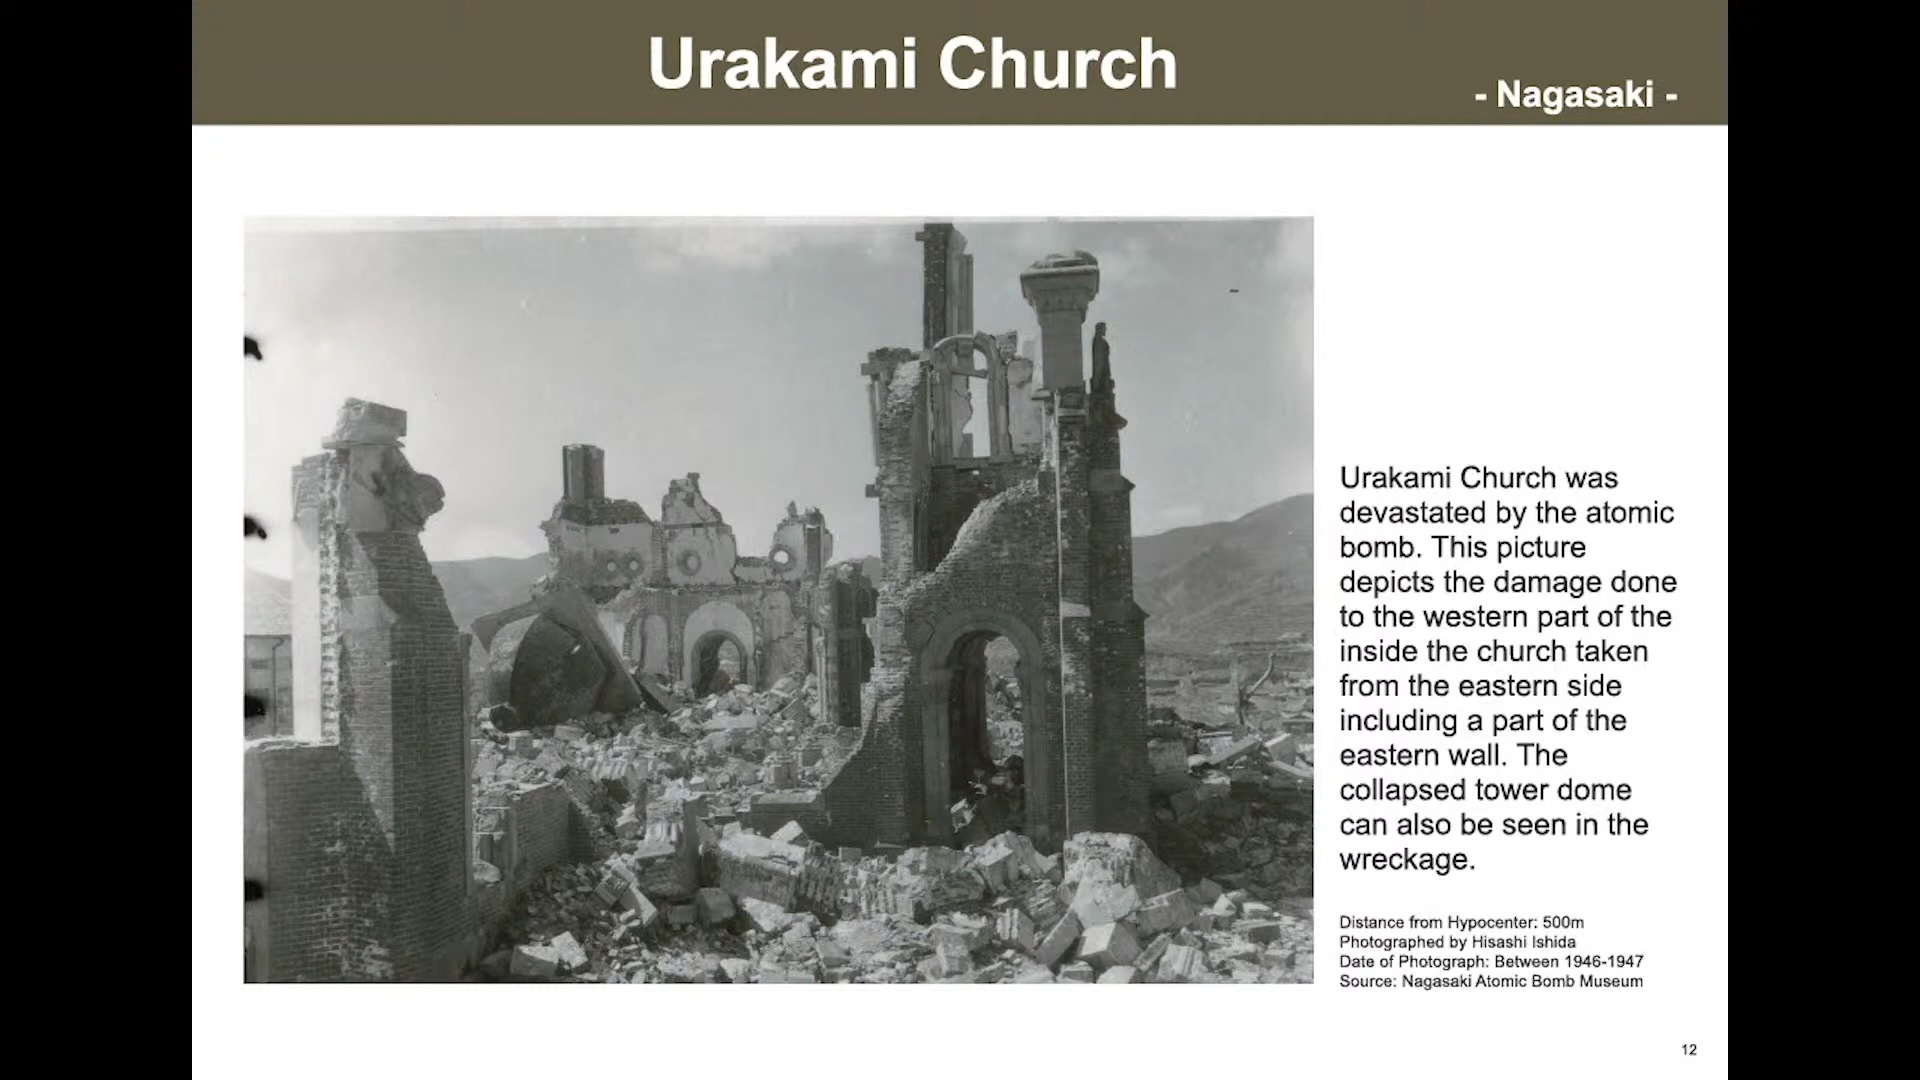 Urakami Church
- Nagasaki -
Urakami Church was
devastated by the atomic
bomb. This picture
depicts the damage done
to the western part of the
inside the church taken
from the eastern side
including a part of the
eastern wall. The
collapsed tower dome
can also be seen in the
wreckage.
Distance from Hypocenter: 500m
Photographed by Hisashi Ishida
Date of Photograph: Between 1946-1947
Source: Nagasaki Atomic Bomb Museum
12